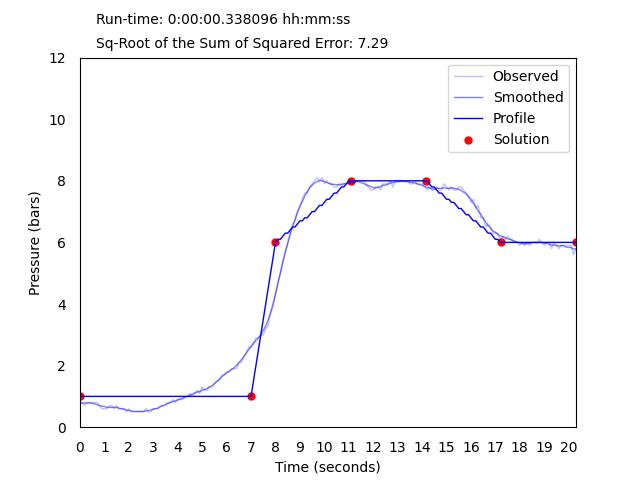 Run-time: 0:00:00.338096 hh:mm:ss
Sq-Root of the Sum of Squared Error: 7.29
12
10
8
6
4
2
0
Pressure (bars)
Observed
Smoothed
Profile
Solution
0 1 2 3 4 5 6 7 8 9 10 11 12 13 14 15 16 17 18 19 20
Time (seconds)